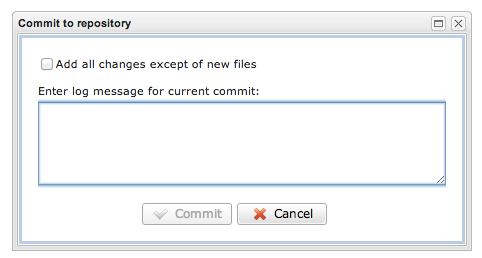 Commit to repository
Add all changes except of new files
Enter log message for current commit:
Commit
Cancel